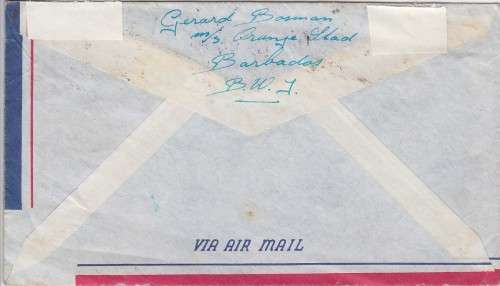 Gerard Bosman
m/s. Oranje Stad
Barbados
B.W.I.
VIA AIR MAIL